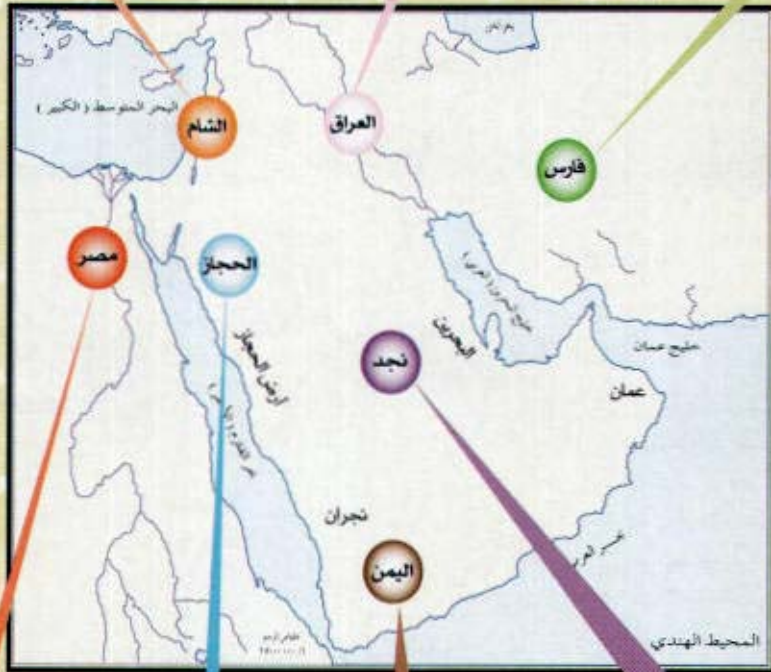 البحر المتوسط ( الكبير )
الشام
العراق
فارس
مصر
الحجاز
أرض الحجاز
نجد
البحرين
خليج عمان
عمان
نجران
اليمن
المحيط الهندي